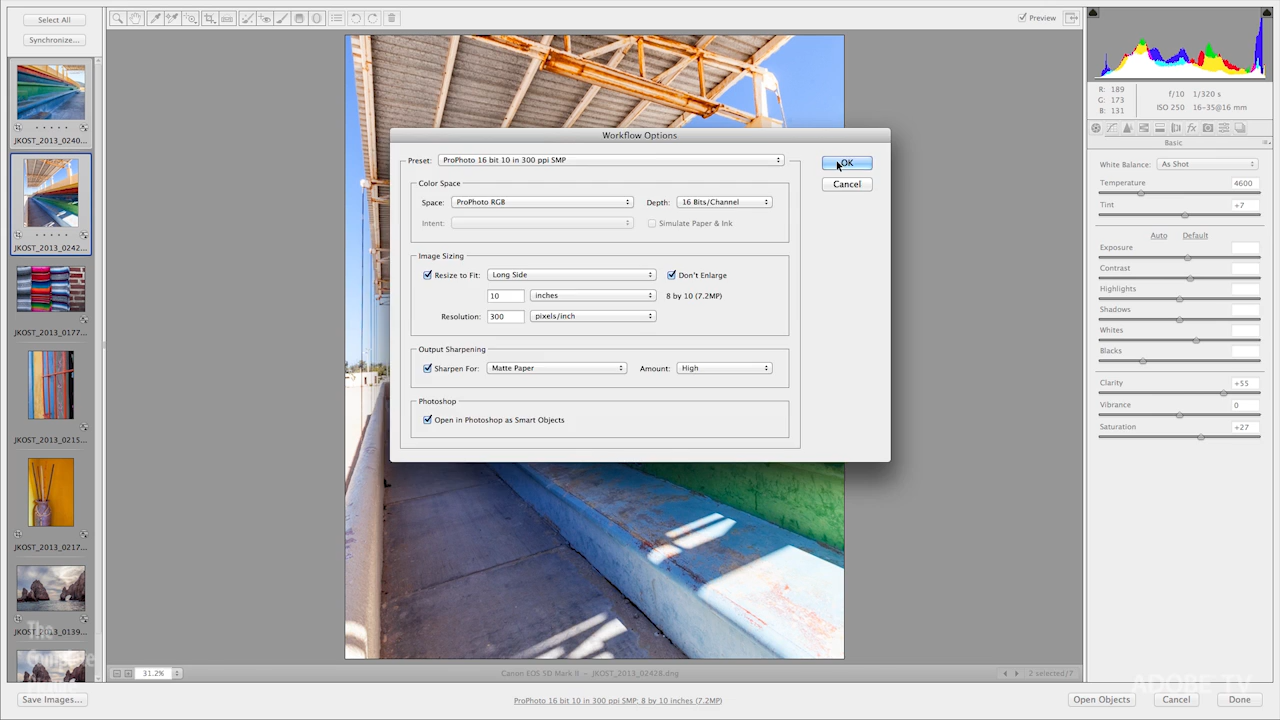 Select All
Synchronize...
Preview
JKOST_2013_0240...
JKOST_2013_0242...
JKOST_2013_0177...
JKOST_2013_0215...
JKOST_2013_0217...
JKOST_2013_0139...
Workflow Options
Preset: ProPhoto 16 bit 10 in 300 ppi SMP
OK
Cancel
Color Space
Space: ProPhoto RGB Depth: 16 Bits/Channel
Intent: Simulate Paper & Ink
Image Sizing
Resize to Fit: Long Side Don't Enlarge
10 inches 8 by 10 (7.2MP)
Resolution: 300 pixels/inch
Output Sharpening
Sharpen For: Matte Paper Amount: High
Photoshop
Open in Photoshop as Smart Objects
R: 189
G: 173
B: 131
f/10 1/320 s
ISO 250 16-35@16 mm
fx
Basic
White Balance: As Shot
Temperature 4600
Tint +7
Auto Default
Exposure
Contrast
Highlights
Shadows
Whites
Blacks
Clarity +55
Vibrance 0
Saturation +27
31.2%
Canon EOS 5D Mark II - JKOST_2013_02428.dng
2 selected/7
Save Images...
ProPhoto 16 bit 10 in 300 ppi SMP; 8 by 10 inches (7.2MP)
Open Objects
Cancel
Done
The
ADOBE TV